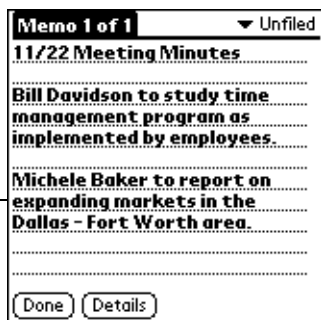 Memo 1 of 1
Unfiled
11/22 Meeting Minutes
Bill Davidson to study time
management program as
implemented by employees.
Michele Baker to report on
expanding markets in the
Dallas - Fort Worth area.
Done
Details